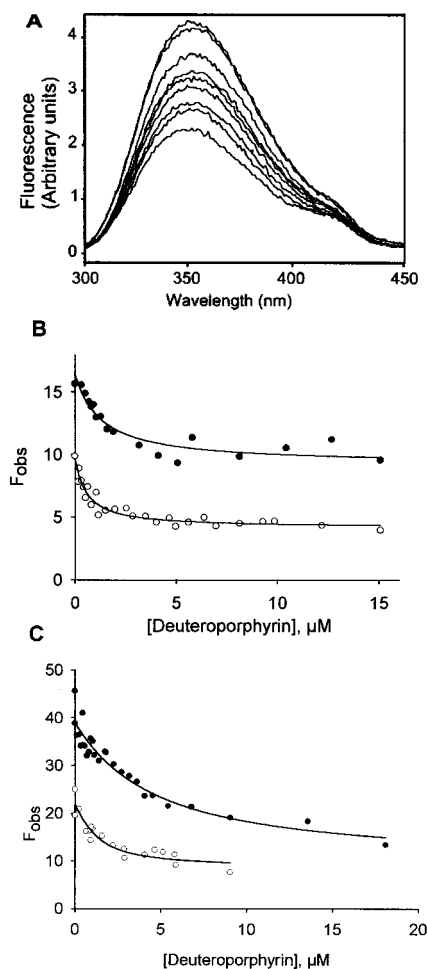 A
Fluorescence
(Arbitrary units)
4
3
2
1
0
300 350 400 450
Wavelength (nm)
B
Fobs
15
10
5
0
0 5 10 15
[Deuteroporphyrin], µM
C
Fobs
50
40
30
20
10
0
0 5 10 15 20
[Deuteroporphyrin], µM